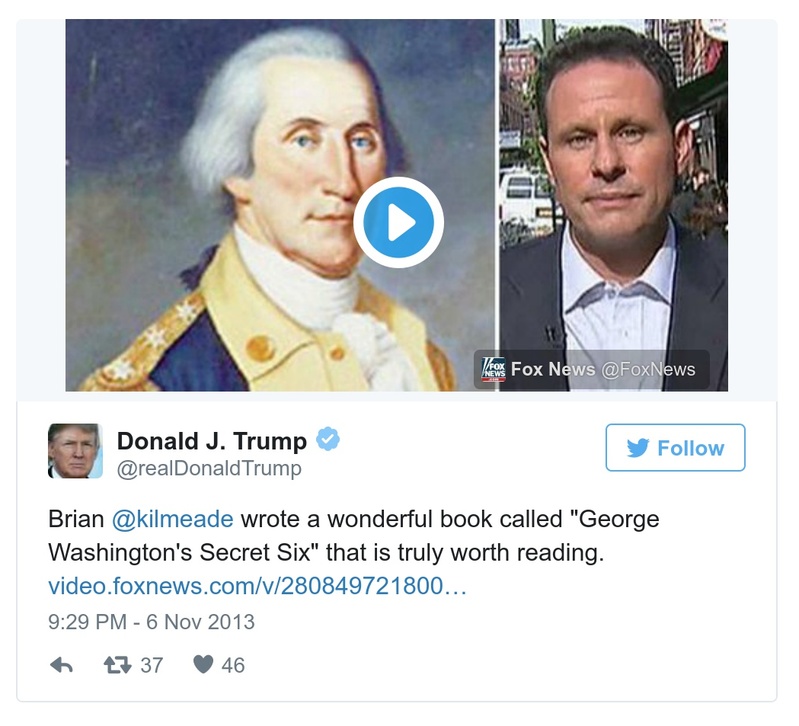 FOX
NEWS
Fox News @FoxNews
Donald J. Trump
@realDonaldTrump
Follow
Brian @kilmeade wrote a wonderful book called "George
Washington's Secret Six" that is truly worth reading.
video.foxnews.com/v/280849721800…
9:29 PM - 6 Nov 2013
37 46